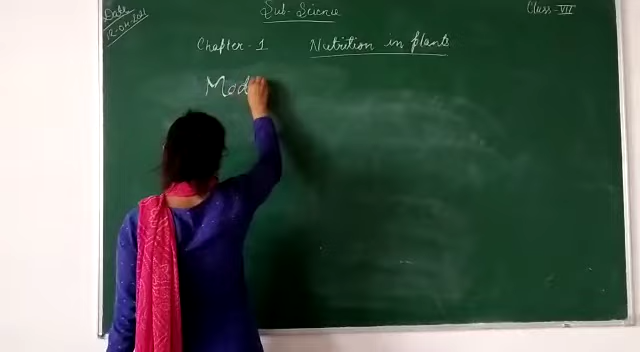 Date
12-04-2021
Sub- Science
Class-VII
Chapter-1 Nutrition in plants
Mod